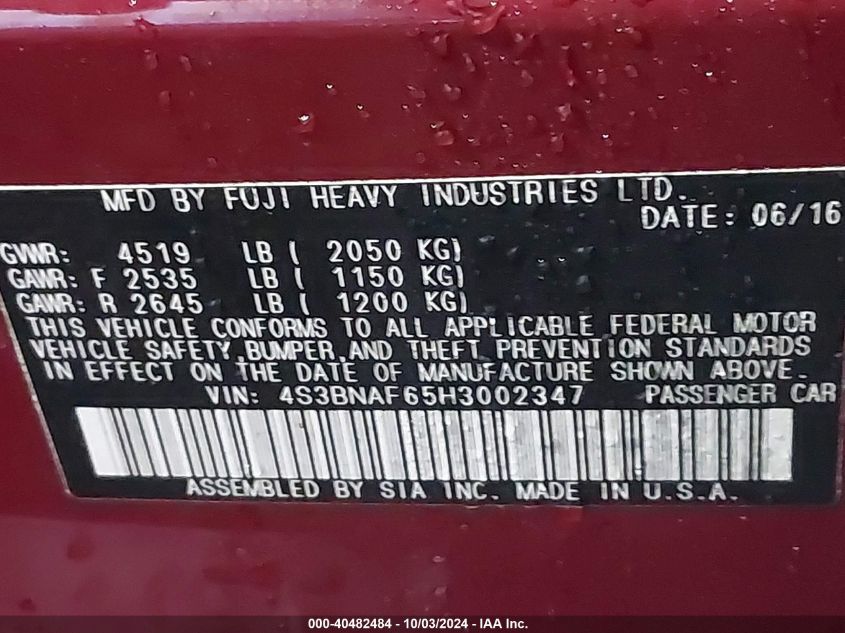 MFD BY FUJI HEAVY INDUSTRIES LTD.
DATE: 06/16
GVWR: 4519 LB ( 2050 KG)
GAWR: F 2535 LB ( 1150 KG)
GAWR: R 2645 LB ( 1200 KG)
THIS VEHICLE CONFORMS TO ALL APPLICABLE FEDERAL MOTOR
VEHICLE SAFETY,BUMPER,AND THEFT PREVENTION STANDARDS
IN EFFECT ON THE DATE OF MANUFACTURE SHOWN ABOVE.
VIN: 4S3BNAF65H3002347 PASSENGER CAR
ASSEMBLED BY SIA INC. MADE IN U.S.A.
000-40482484 - 10/03/2024 - IAA Inc.